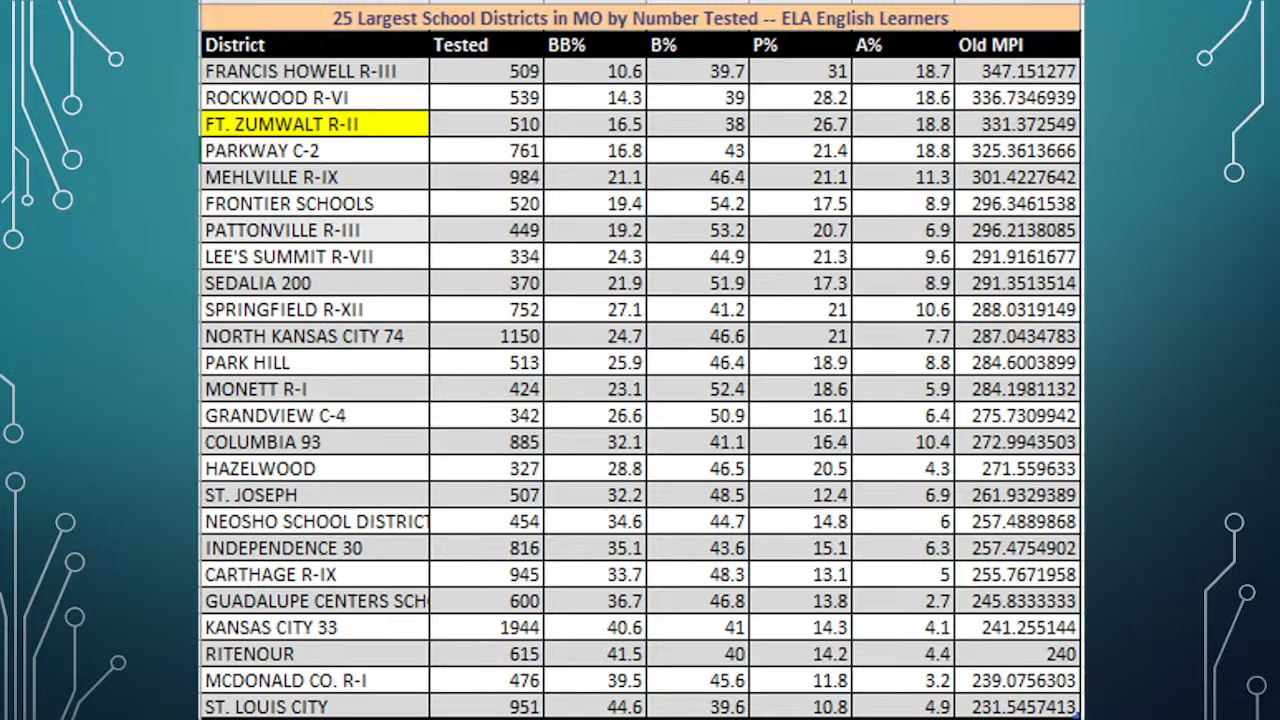 25 Largest School Districts in MO by Number Tested -- ELA English Learners
District Tested BB% B% P% A% Old MPI
FRANCIS HOWELL R-III 509 10.6 39.7 31 18.7 347.151277
ROCKWOOD R-VI 539 14.3 39 28.2 18.6 336.7346939
FT. ZUMWALT R-II 510 16.5 38 26.7 18.8 331.372549
PARKWAY C-2 761 16.8 43 21.4 18.8 325.3613666
MEHLVILLE R-IX 984 21.1 46.4 21.1 11.3 301.4227642
FRONTIER SCHOOLS 520 19.4 54.2 17.5 8.9 296.3461538
PATTONVILLE R-III 449 19.2 53.2 20.7 6.9 296.2138085
LEE'S SUMMIT R-VII 334 24.3 44.9 21.3 9.6 291.9161677
SEDALIA 200 370 21.9 51.9 17.3 8.9 291.3513514
SPRINGFIELD R-XII 752 27.1 41.2 21 10.6 288.0319149
NORTH KANSAS CITY 74 1150 24.7 46.6 21 7.7 287.0434783
PARK HILL 513 25.9 46.4 18.9 8.8 284.6003899
MONETT R-I 424 23.1 52.4 18.6 5.9 284.1981132
GRANDVIEW C-4 342 26.6 50.9 16.1 6.4 275.7309942
COLUMBIA 93 885 32.1 41.1 16.4 10.4 272.9943503
HAZELWOOD 327 28.8 46.5 20.5 4.3 271.559633
ST. JOSEPH 507 32.2 48.5 12.4 6.9 261.9329389
NEOSHO SCHOOL DISTRICT 454 34.6 44.7 14.8 6 257.4889868
INDEPENDENCE 30 816 35.1 43.6 15.1 6.3 257.4754902
CARTHAGE R-IX 945 33.7 48.3 13.1 5 255.7671958
GUADALUPE CENTERS SCH 600 36.7 46.8 13.8 2.7 245.8333333
KANSAS CITY 33 1944 40.6 41 14.3 4.1 241.255144
RITENOUR 615 41.5 40 14.2 4.4 240
MCDONALD CO. R-I 476 39.5 45.6 11.8 3.2 239.0756303
ST. LOUIS CITY 951 44.6 39.6 10.8 4.9 231.5457413